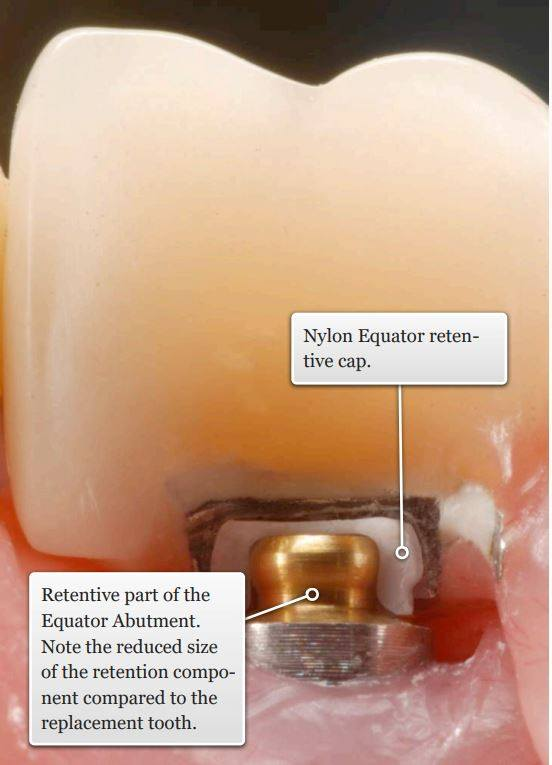 Nylon Equator reten-
tive cap.
Retentive part of the
Equator Abutment.
Note the reduced size
of the retention compo-
nent compared to the
replacement tooth.